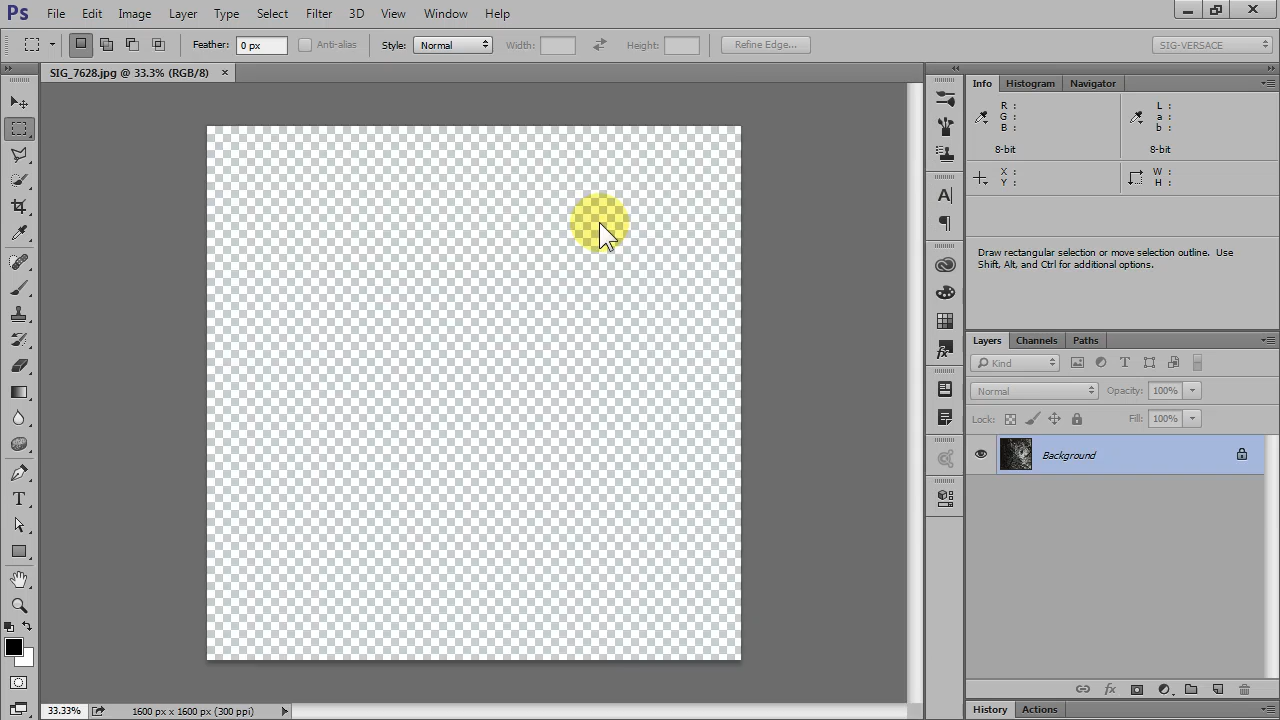 Ps File Edit Image Layer Type Select Filter 3D View Window Help
Feather: 0 px Anti-alias Style: Normal Width: Height: Refine Edge... SIG-VERSACE
SIG_7628.jpg @ 33.3% (RGB/8) ×
Info Histogram Navigator
R : L :
G : a :
B : b :
8-bit 8-bit
X : W :
Y : H :
Draw rectangular selection or move selection outline. Use
Shift, Alt, and Ctrl for additional options.
Layers Channels Paths
Kind T
Normal Opacity: 100%
Lock: Fill: 100%
Background
fx
33.33% 1600 px x 1600 px (300 ppi)
History Actions